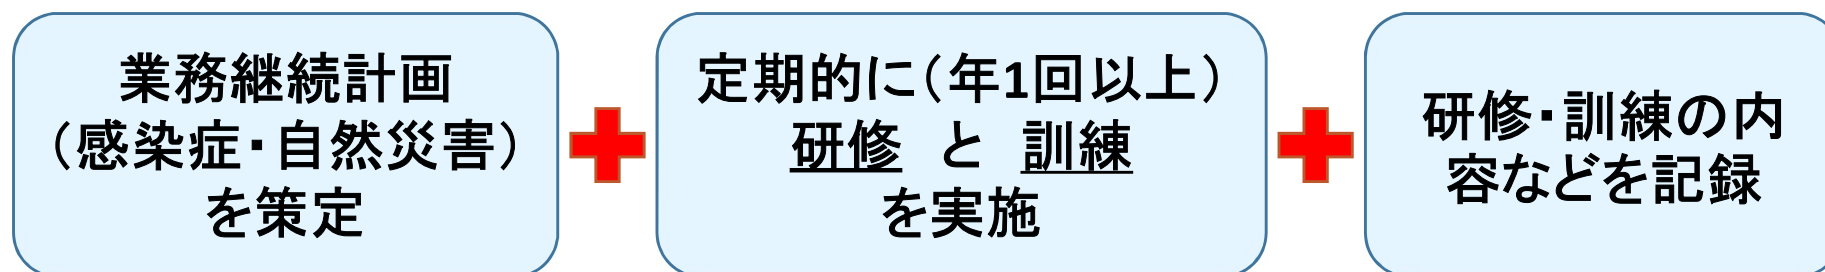 業務継続計画
（感染症・自然災害）
を策定
定期的に（年1回以上）
研修 と 訓練
を実施
研修・訓練の内
容などを記録